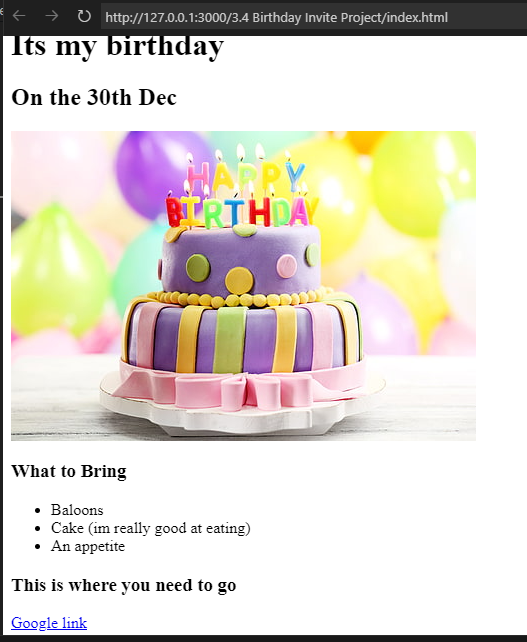 http://127.0.0.1:3000/3.4 Birthday Invite Project/index.html
Its my birthday
On the 30th Dec
HAPPY
BIRTHDAY
What to Bring
Baloons
Cake (im really good at eating)
An appetite
This is where you need to go
Google link